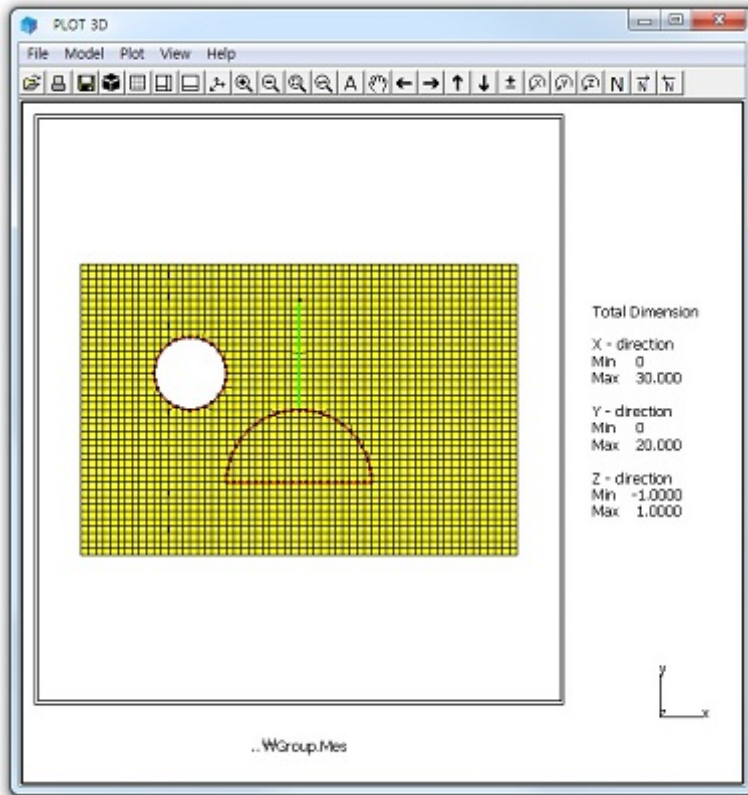 PLOT 3D
File Model Plot View Help
A N N N
Total Dimension
X - direction
Min 0
Max 30.000
Y - direction
Min 0
Max 20.000
Z - direction
Min -1.0000
Max 1.0000
y
z x
..₩Group.Mes